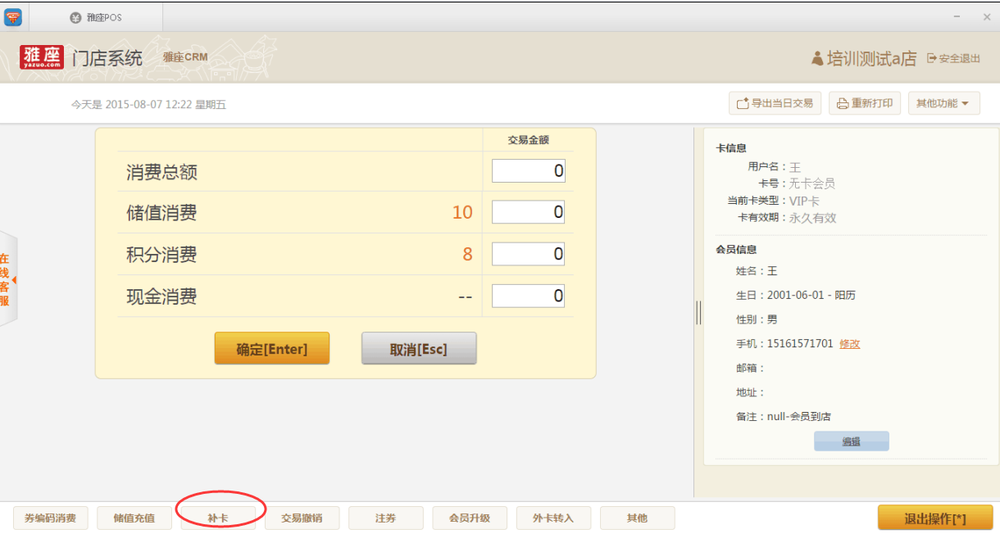 雅座POS
雅座 门店系统 雅座CRM 培训测试a店 安全退出
yazuo.com
今天是 2015-08-07 12:22 星期五 导出当日交易 重新打印 其他功能
交易金额
消费总额 0
储值消费 10 0
积分消费 8 0
现金消费 -- 0
确定[Enter] 取消[Esc]
在线客服
卡信息
用户名：王
卡号：无卡会员
当前卡类型：VIP卡
卡有效期：永久有效
会员信息
姓名：王
生日：2001-06-01 - 阳历
性别：男
手机：15161571701 修改
邮箱：
地址：
备注：null-会员到店
编辑
券编码消费 储值充值 补卡 交易撤销 注券 会员升级 外卡转入 其他 退出操作[*]